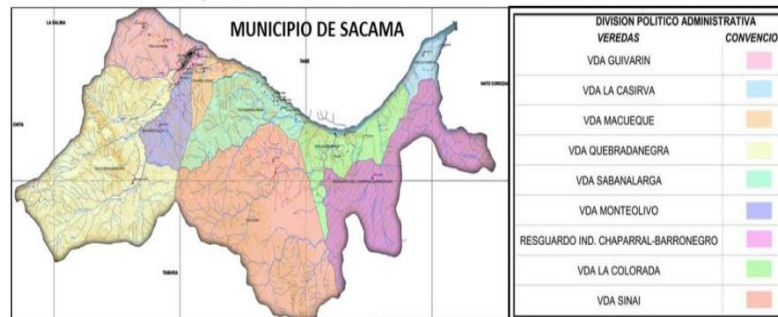 MUNICIPIO DE SACAMA
LA SALINA
TAME
HATO COROZAL
CHITA
TAMARA
DIVISION POLITICO ADMINISTRATIVA
VEREDAS CONVENCIO
VDA GUIVARIN
VDA LA CASIRVA
VDA MACUEQUE
VDA QUEBRADANEGRA
VDA SABANALARGA
VDA MONTEOLIVO
RESGUARDO IND. CHAPARRAL-BARRONEGRO
VDA LA COLORADA
VDA SINAI